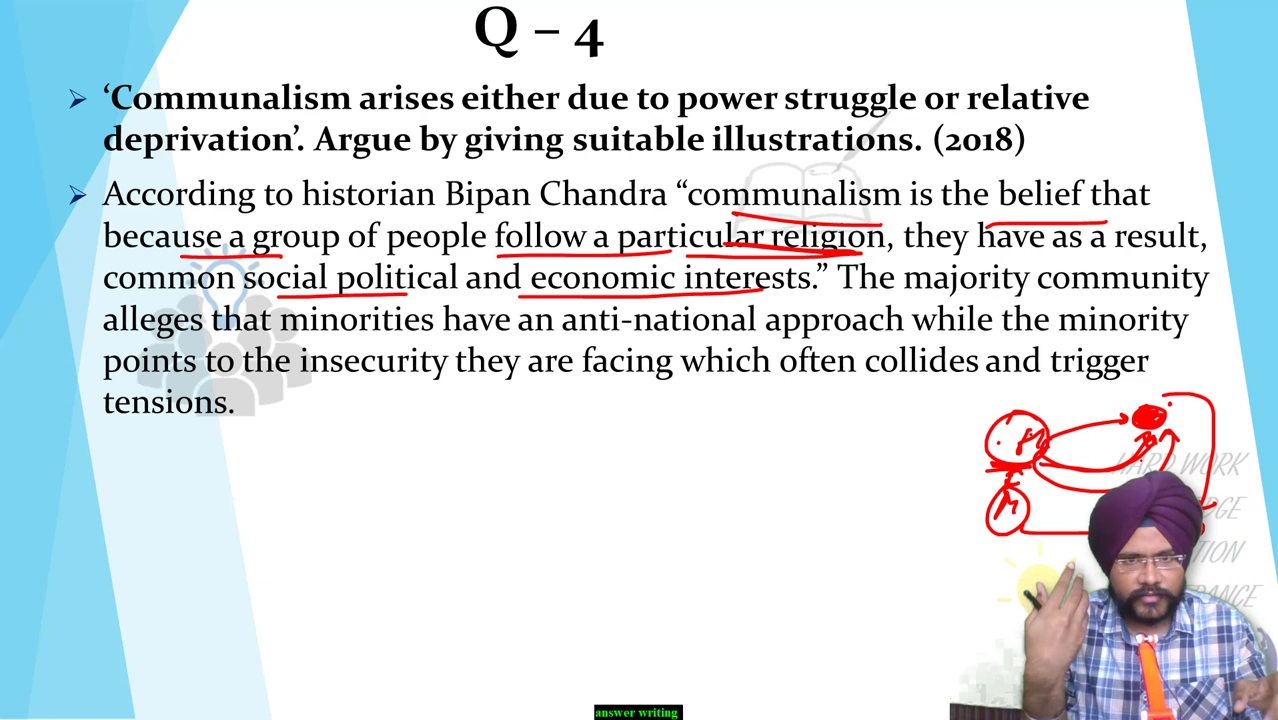 Q – 4
‘Communalism arises either due to power struggle or relative
deprivation’. Argue by giving suitable illustrations. (2018)
According to historian Bipan Chandra “communalism is the belief that
because a group of people follow a particular religion, they have as a result,
common social political and economic interests.” The majority community
alleges that minorities have an anti-national approach while the minority
points to the insecurity they are facing which often collides and trigger
tensions.
M
HARD WORK
M
answer writing